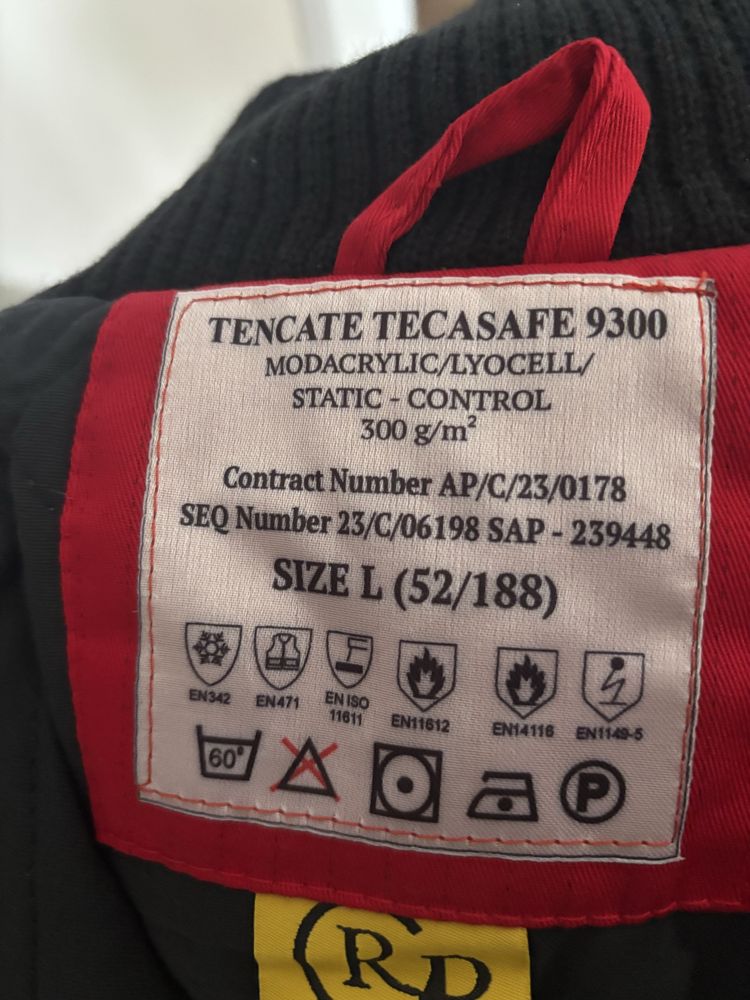 TENCATE TECASAFE 9300
MODACRYLIC/LYOCELL/
STATIC - CONTROL
300 g/m²
Contract Number AP/C/23/0178
SEQ Number 23/C/06198 SAP - 239448
SIZE L (52/188)
EN342 EN471 EN ISO 11611 EN11612 EN14116 EN1149-5
60° P
CRD